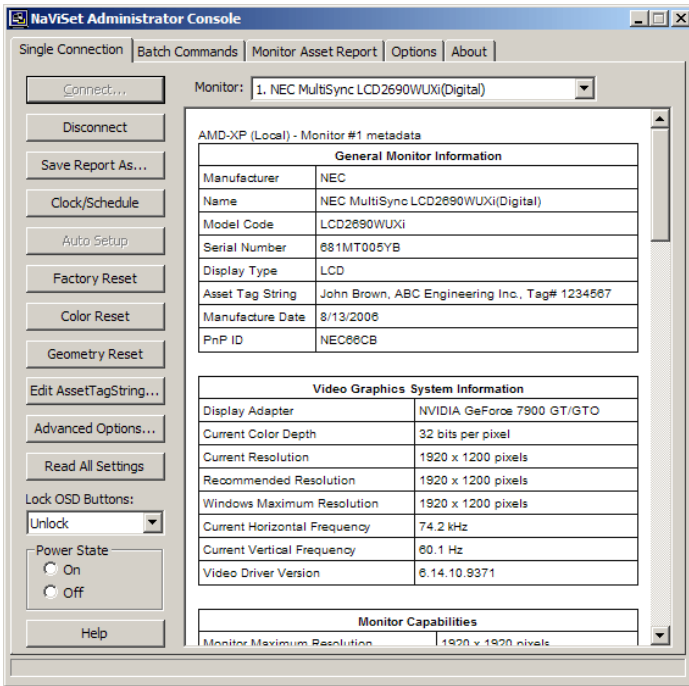 NaViSet Administrator Console
Single Connection Batch Commands Monitor Asset Report Options About
Connect...
Disconnect
Save Report As...
Clock/Schedule
Auto Setup
Factory Reset
Color Reset
Geometry Reset
Edit AssetTagString...
Advanced Options...
Read All Settings
Lock OSD Buttons:
Unlock
Power State
On
Off
Help
Monitor: 1. NEC MultiSync LCD2690WUXi(Digital)
AMD-XP (Local) - Monitor #1 metadata
General Monitor Information
Manufacturer NEC
Name NEC MultiSync LCD2690WUXi(Digital)
Model Code LCD2690WUXi
Serial Number 681MT005YB
Display Type LCD
Asset Tag String John Brown, ABC Engineering Inc., Tag# 1234567
Manufacture Date 8/13/2006
PnP ID NEC66CB
Video Graphics System Information
Display Adapter NVIDIA GeForce 7900 GT/GTO
Current Color Depth 32 bits per pixel
Current Resolution 1920 x 1200 pixels
Recommended Resolution 1920 x 1200 pixels
Windows Maximum Resolution 1920 x 1200 pixels
Current Horizontal Frequency 74.2 kHz
Current Vertical Frequency 60.1 Hz
Video Driver Version 6.14.10.9371
Monitor Capabilities
Monitor Maximum Resolution 1920 x 1920 pixels